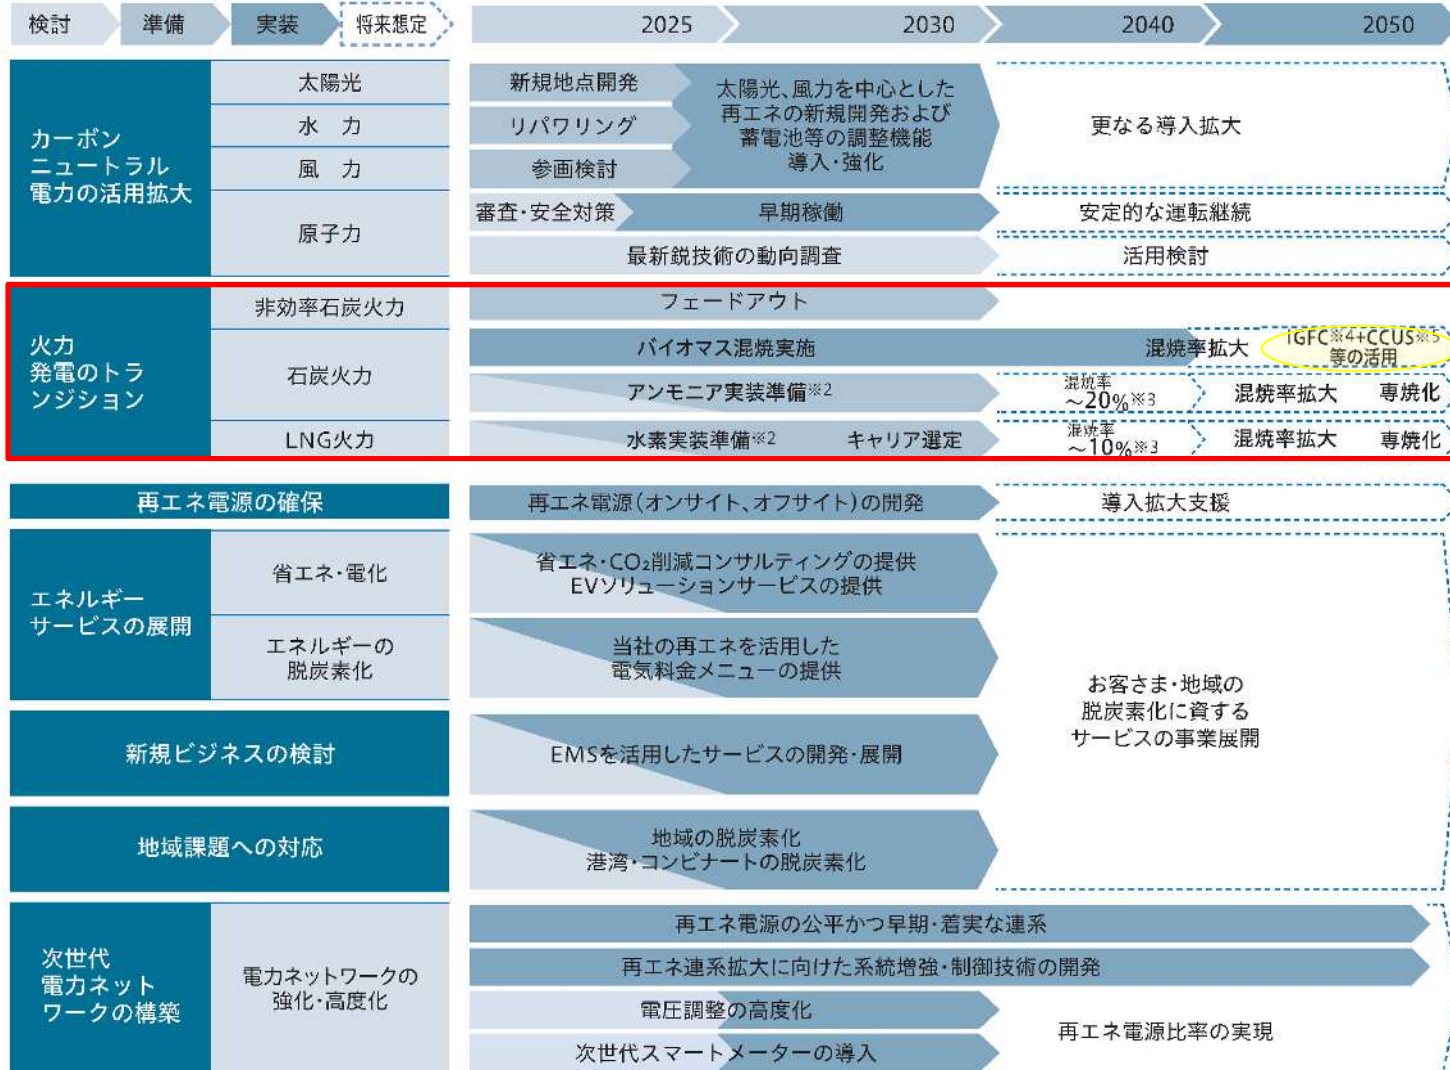 検討 準備 実装 将来想定 2025 2030 2040 2050
カーボン
ニュートラル
電力の活用拡大
太陽光
水 力
風 力
原子力
新規地点開発
リパワリング
参画検討
太陽光、風力を中心とした
再エネの新規開発および
蓄電池等の調整機能
導入・強化
更なる導入拡大
審査・安全対策 早期稼働 安定的な運転継続
最新鋭技術の動向調査 活用検討
火力
発電のトラ
ンジション
非効率石炭火力 フェードアウト
石炭火力
バイオマス混焼実施 混焼率拡大 IGFC※4+CCUS※5
等の活用
アンモニア実装準備※2 混焼率
～20%※3 混焼率拡大 専焼化
LNG火力 水素実装準備※2 キャリア選定 混焼率
～10%※3 混焼率拡大 専焼化
再エネ電源の確保 再エネ電源(オンサイト、オフサイト)の開発 導入拡大支援
エネルギー
サービスの展開
省エネ・電化
省エネ・CO₂削減コンサルティングの提供
EVソリューションサービスの提供
エネルギーの
脱炭素化
当社の再エネを活用した
電気料金メニューの提供
お客さま・地域の
脱炭素化に資する
サービスの事業展開
新規ビジネスの検討 EMSを活用したサービスの開発・展開
地域課題への対応
地域の脱炭素化
港湾・コンビナートの脱炭素化
次世代
電力ネット
ワークの構築
電力ネットワークの
強化・高度化
再エネ電源の公平かつ早期・着実な連系
再エネ連系拡大に向けた系統増強・制御技術の開発
電圧調整の高度化
次世代スマートメーターの導入
再エネ電源比率の実現